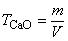 T_CaO = m/V